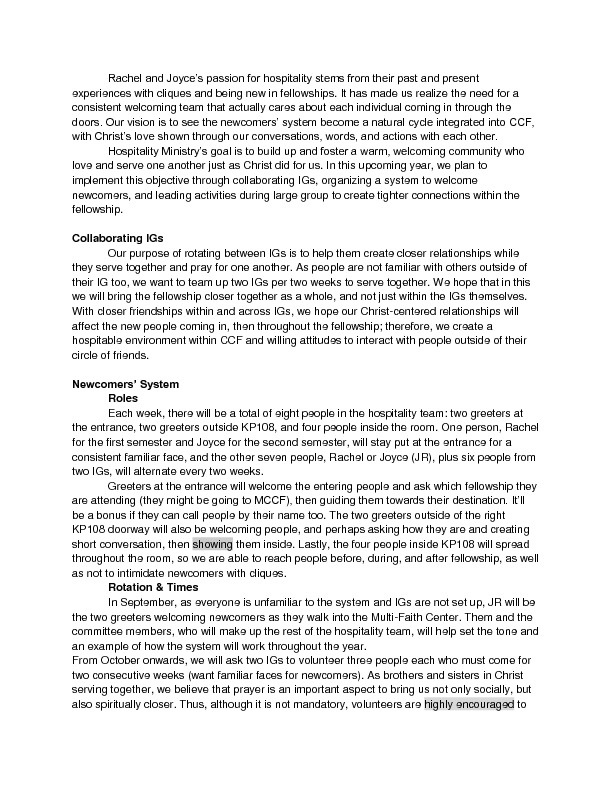 Rachel and Joyce's passion for hospitality stems from their past and present
experiences with cliques and being new in fellowships. It has made us realize the need for a
consistent welcoming team that actually cares about each individual coming in through the
doors. Our vision is to see the newcomers' system become a natural cycle integrated into CCF,
with Christ's love shown through our conversations, words, and actions with each other.
Hospitality Ministry's goal is to build up and foster a warm, welcoming community who
love and serve one another just as Christ did for us. In this upcoming year, we plan to
implement this objective through collaborating IGs, organizing a system to welcome
newcomers, and leading activities during large group to create tighter connections within the
fellowship.
Collaborating IGs
Our purpose of rotating between IGs is to help them create closer relationships while
they serve together and pray for one another. As people are not familiar with others outside of
their IG too, we want to team up two IGs per two weeks to serve together. We hope that in this
we will bring the fellowship closer together as a whole, and not just within the IGs themselves.
With closer friendships within and across IGs, we hope our Christ-centered relationships will
affect the new people coming in, then throughout the fellowship; therefore, we create a
hospitable environment within CCF and willing attitudes to interact with people outside of their
circle of friends.
Newcomers' System
Roles
Each week, there will be a total of eight people in the hospitality team: two greeters at
the entrance, two greeters outside KP108, and four people inside the room. One person, Rachel
for the first semester and Joyce for the second semester, will stay put at the entrance for a
consistent familiar face, and the other seven people, Rachel or Joyce (JR), plus six people from
two IGs, will alternate every two weeks.
Greeters at the entrance will welcome the entering people and ask which fellowship they
are attending (they might be going to MCCF), then guiding them towards their destination. It'll
be a bonus if they can call people by their name too. The two greeters outside of the right
KP108 doorway will also be welcoming people, and perhaps asking how they are and creating
short conversation, then showing them inside. Lastly, the four people inside KP108 will spread
throughout the room, so we are able to reach people before, during, and after fellowship, as well
as not to intimidate newcomers with cliques.
Rotation & Times
In September, as everyone is unfamiliar to the system and IGs are not set up, JR will be
the two greeters welcoming newcomers as they walk into the Multi-Faith Center. Them and the
committee members, who will make up the rest of the hospitality team, will help set the tone and
an example of how the system will work throughout the year.
From October onwards, we will ask two IGs to volunteer three people each who must come for
two consecutive weeks (want familiar faces for newcomers). As brothers and sisters in Christ
serving together, we believe that prayer is an important aspect to bring us not only socially, but
also spiritually closer. Thus, although it is not mandatory, volunteers are highly encouraged to